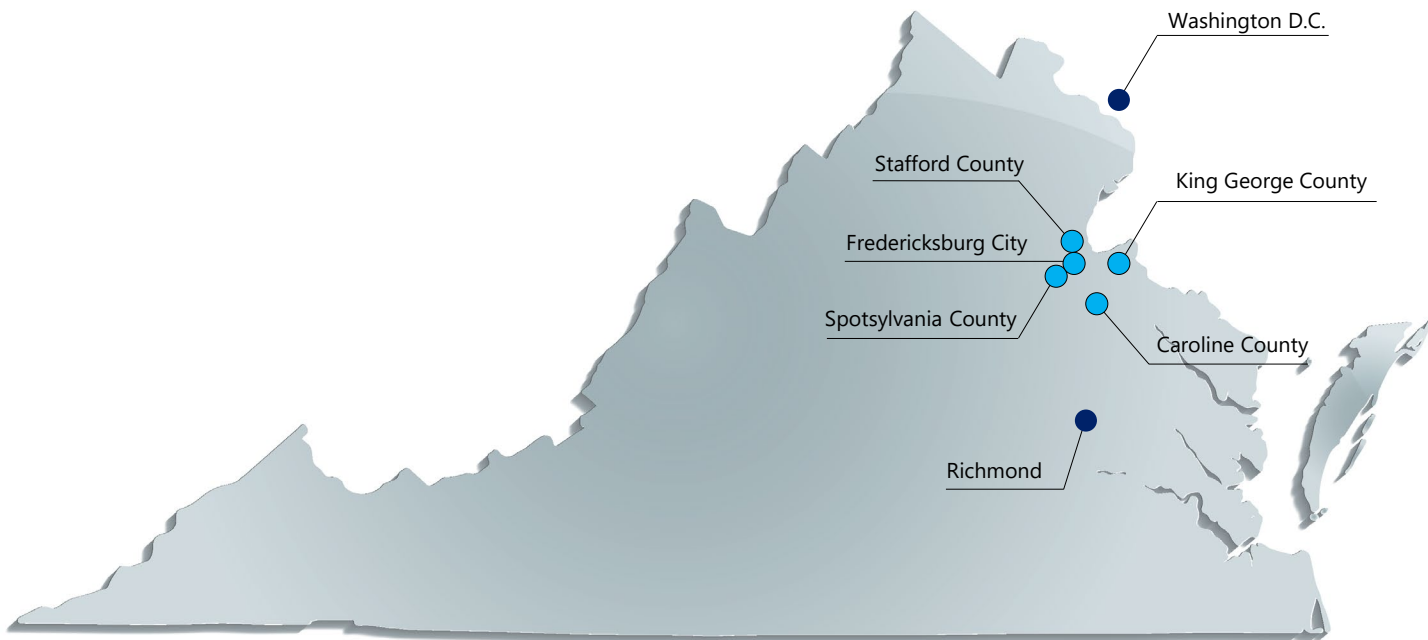 Washington D.C.
Stafford County
King George County
Fredericksburg City
Spotsylvania County
Caroline County
Richmond